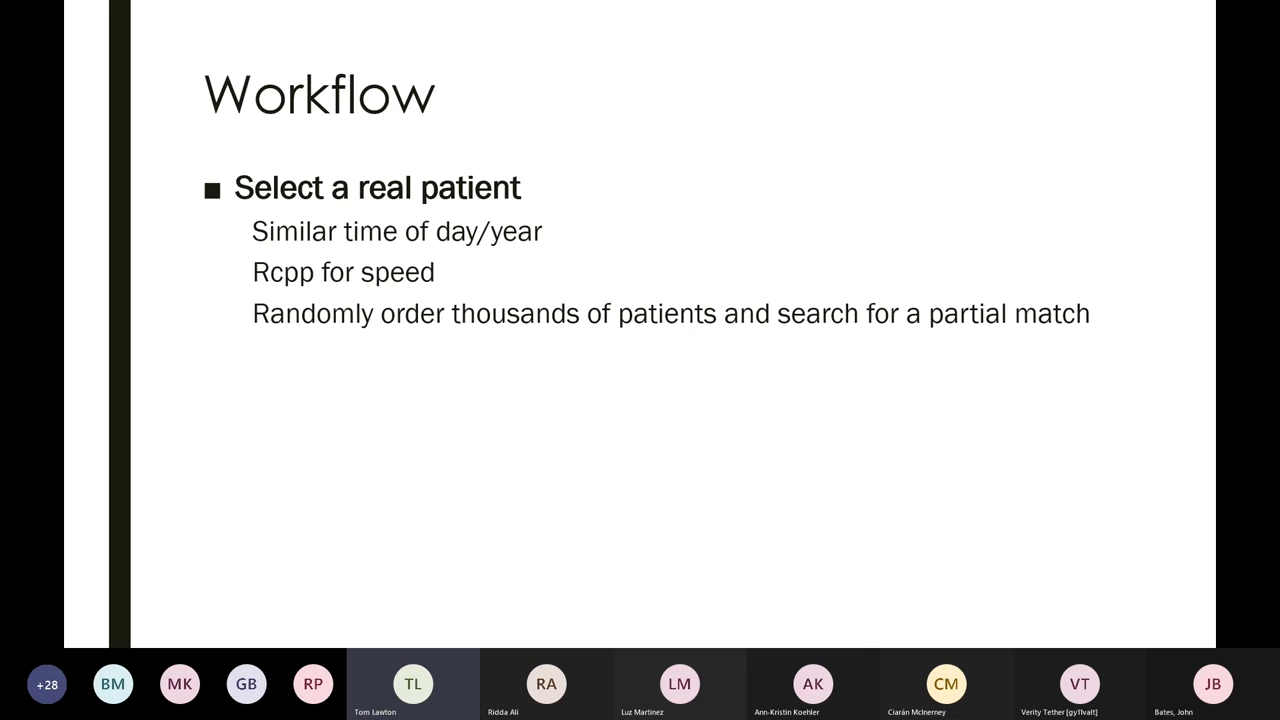 Workflow
Select a real patient
Similar time of day/year
Rcpp for speed
Randomly order thousands of patients and search for a partial match
+28
BM
MK
GB
RP
TL
RA
LM
AK
CM
VT
JB
Tom Lawton
Ridda Ali
Luz Martinez
Ann-Kristin Koehler
Ciarán McInerney
Verity Tether [gy11valt]
Bates, John